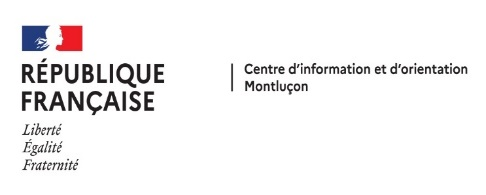 RÉPUBLIQUE
FRANÇAISE
Liberté
Égalité
Fraternité
Centre d'information et d'orientation
Montluçon